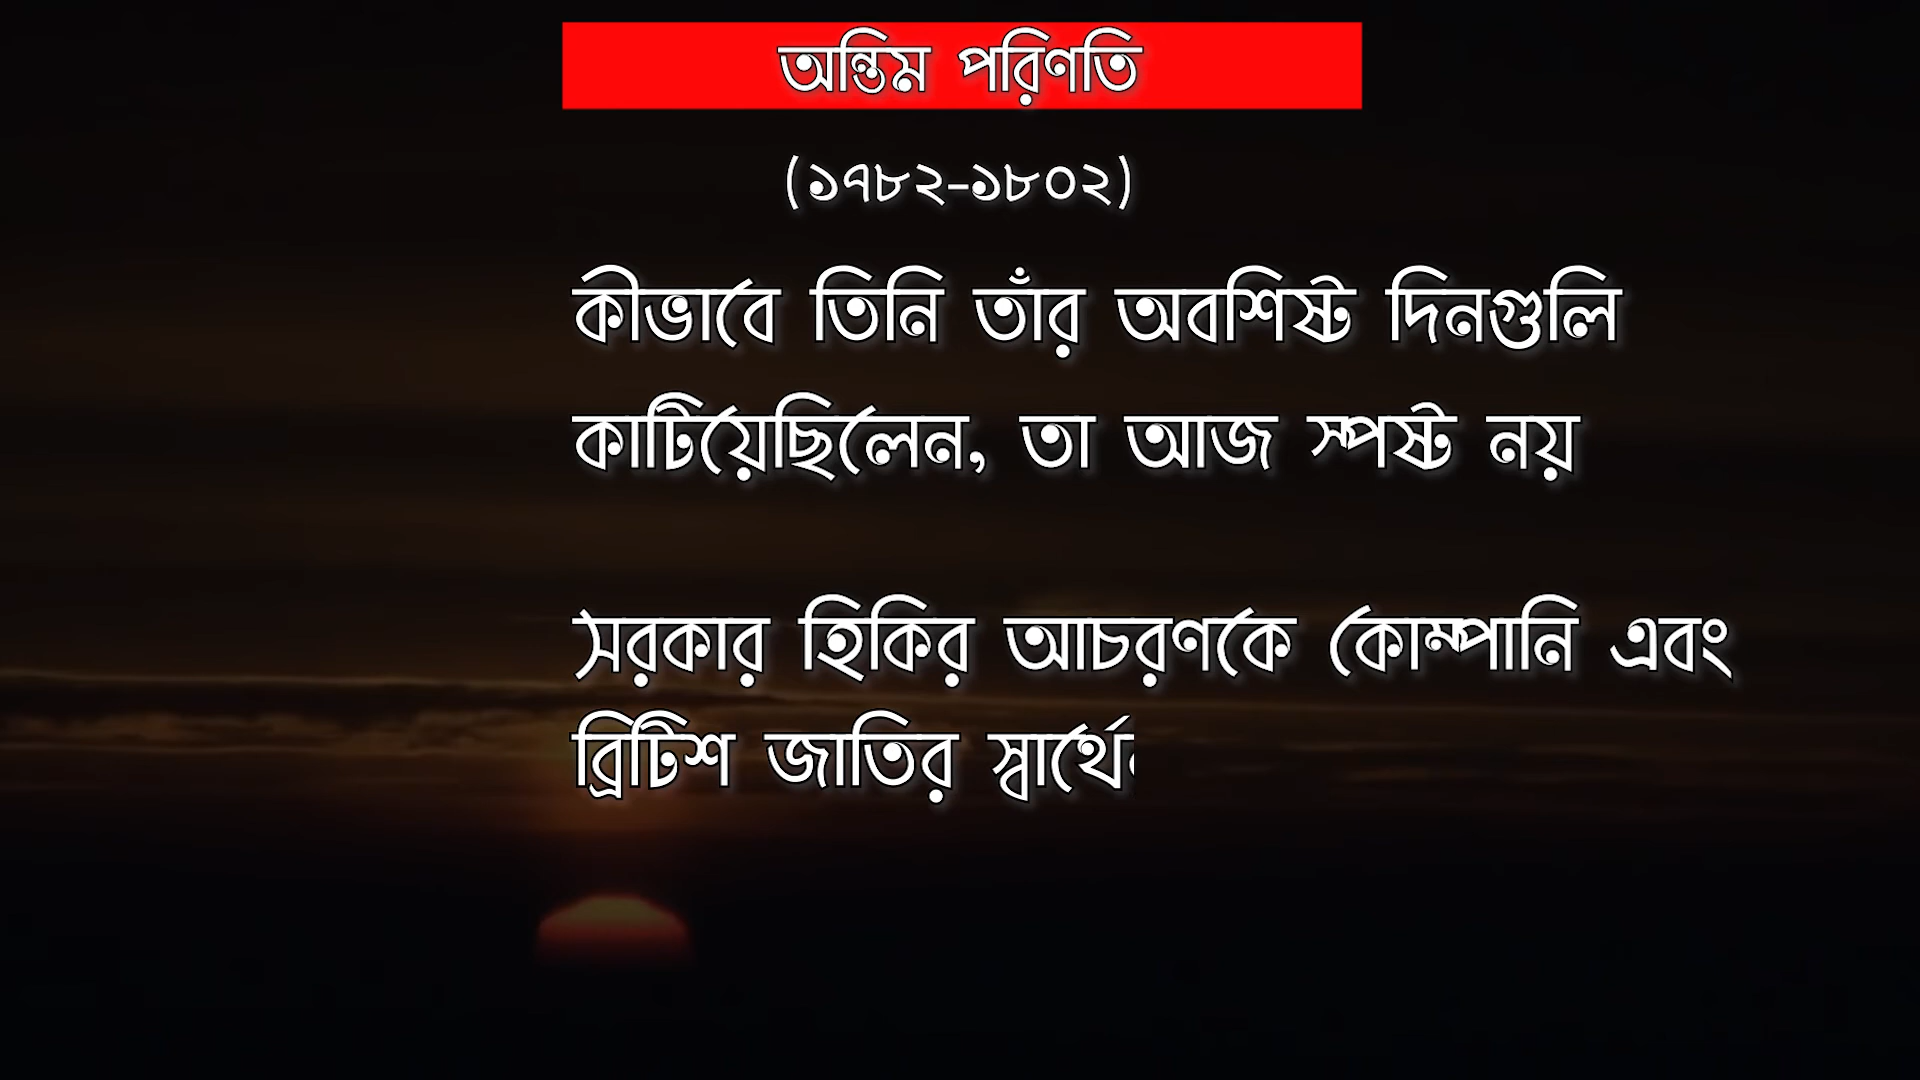 অন্তিম পরিণতি
(১৭৮২-১৮০২)
কীভাবে তিনি তাঁর অবশিষ্ট দিনগুলি
কাটিয়েছিলেন, তা আজ স্পষ্ট নয়
সরকার হিকির আচরণকে কোম্পানি এবং
ব্রিটিশ জাতির